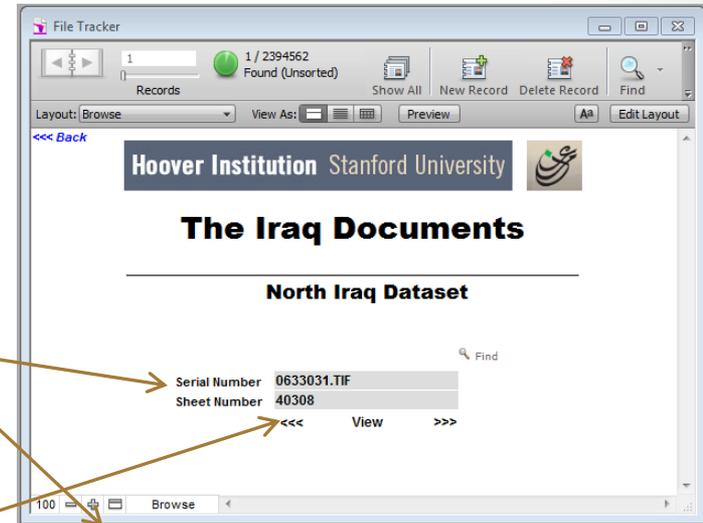 File Tracker
1
Records
1 / 2394562
Found (Unsorted)
Show All
New Record
Delete Record
Find
Layout: Browse
View As:
Preview
Aa
Edit Layout
<<< Back
Hoover Institution Stanford University
The Iraq Documents
North Iraq Dataset
Find
Serial Number 0633031.TIF
Sheet Number 40308
<<< View >>>
100
Browse